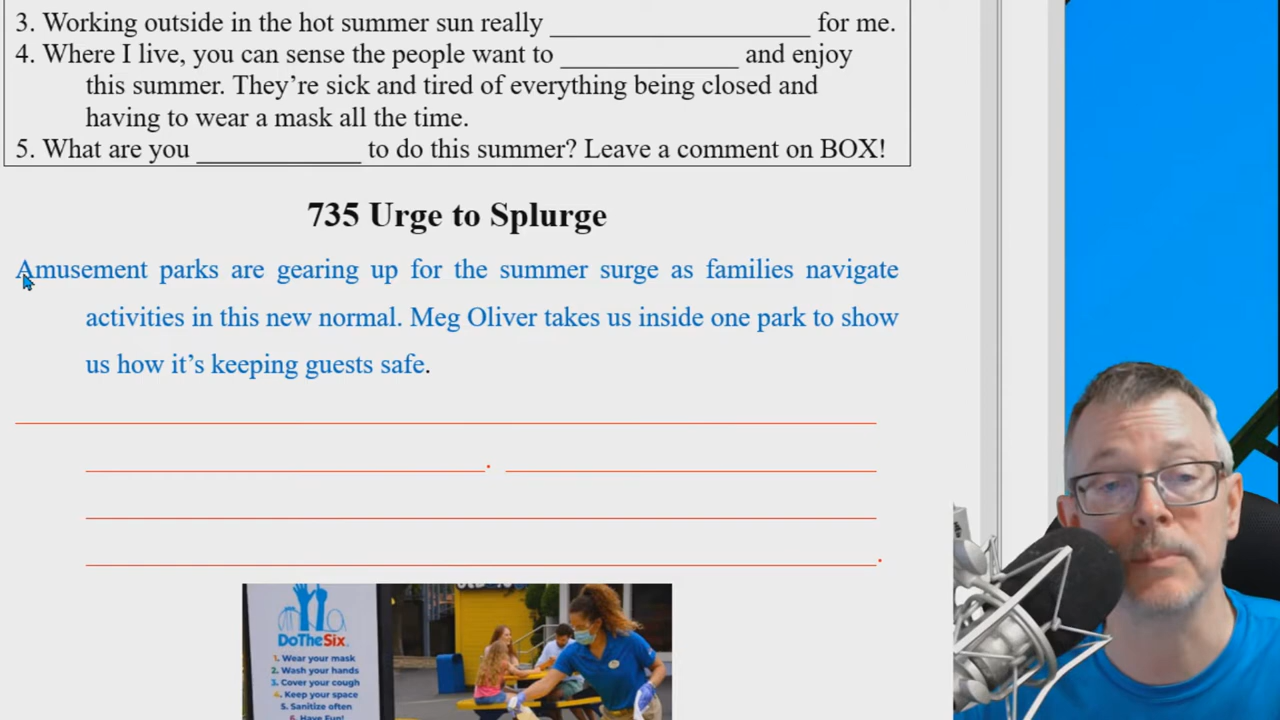 3. Working outside in the hot summer sun really ____________________ for me.
4. Where I live, you can sense the people want to ______________ and enjoy
this summer. They’re sick and tired of everything being closed and
having to wear a mask all the time.
5. What are you _____________ to do this summer? Leave a comment on BOX!
735 Urge to Splurge
Amusement parks are gearing up for the summer surge as families navigate
activities in this new normal. Meg Oliver takes us inside one park to show
us how it’s keeping guests safe.
DoTheSix
1. Wear your mask
2. Wash your hands
3. Cover your cough
4. Keep your space
5. Sanitize often
6. Have Fun!